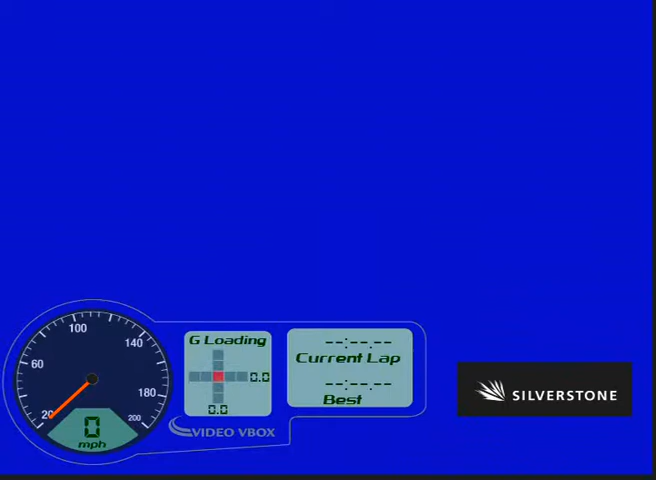 100
140
60
180
20
200
0
mph
G Loading
0.0
0.0
VIDEO VBOX
--:--.--
Current Lap
--:--.--
Best
SILVERSTONE